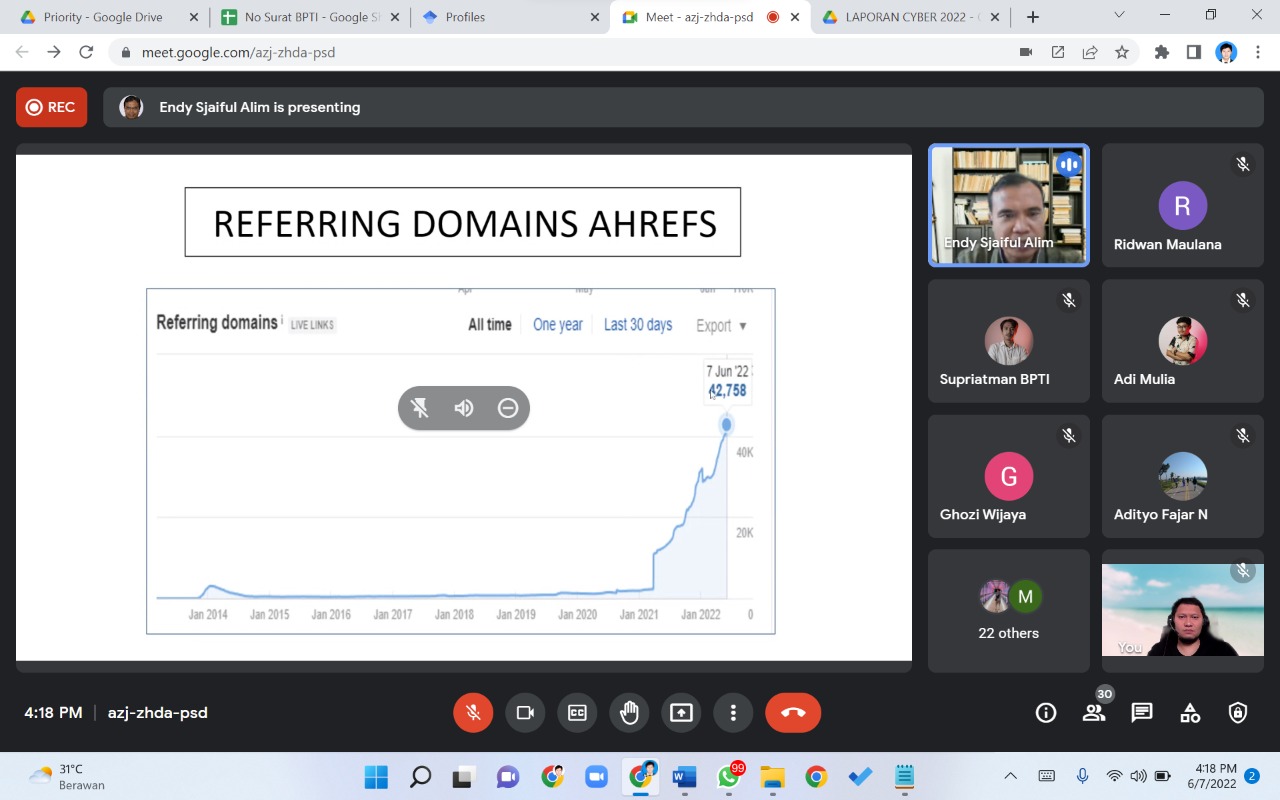 Priority - Google Drive
No Surat BPTI - Google S
Profiles
Meet - azj-zhda-psd
LAPORAN CYBER 2022 -
meet.google.com/azj-zhda-psd
REC
Endy Sjaiful Alim is presenting
REFERRING DOMAINS AHREFS
Referring domains i LIVE LINKS
All time
One year
Last 30 days
Export
7 Jun '22
42,758
40K
20K
Jan 2014
Jan 2015
Jan 2016
Jan 2017
Jan 2018
Jan 2019
Jan 2020
Jan 2021
Jan 2022
0
Endy Sjaiful Alim
R
Ridwan Maulana
Supriatman BPTI
Adi Mulia
G
Ghozi Wijaya
Adityo Fajar N
M
22 others
You
4:18 PM
azj-zhda-psd
CC
30
31°C
Berawan
W
99
4:18 PM
6/7/2022
2